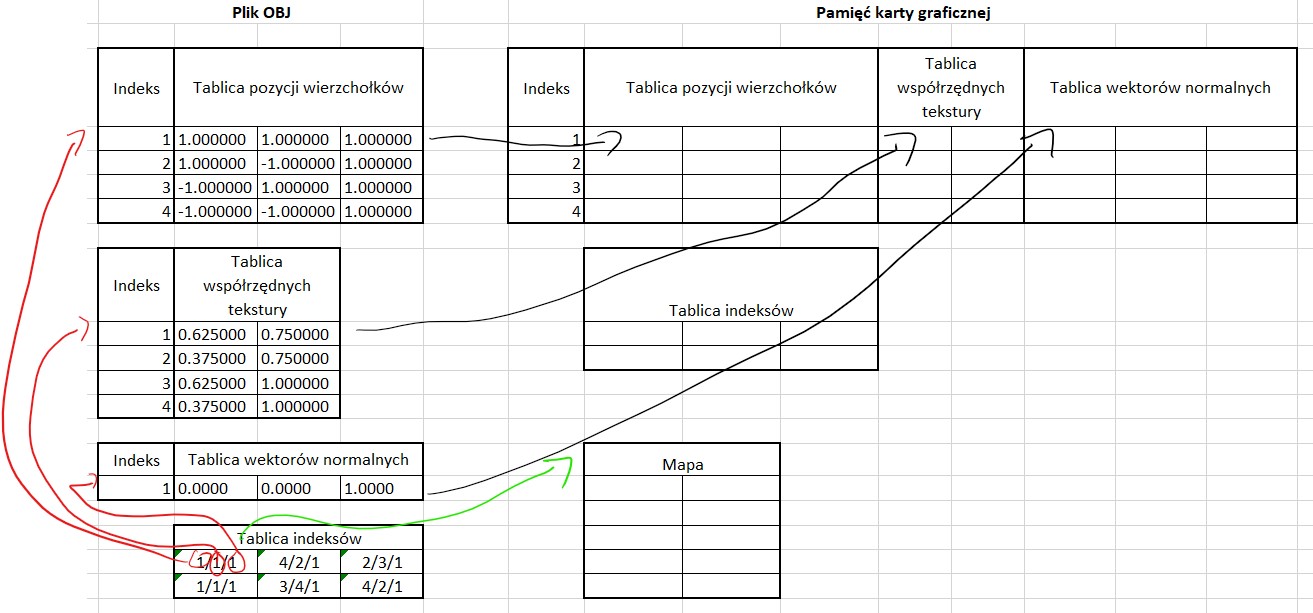 Plik OBJ
Pamięć karty graficznej
Indeks Tablica pozycji wierzchołków
1 1.000000 1.000000 1.000000
2 1.000000 -1.000000 1.000000
3 -1.000000 1.000000 1.000000
4 -1.000000 -1.000000 1.000000
Indeks Tablica pozycji wierzchołków Tablica współrzędnych tekstury Tablica wektorów normalnych
1
2
3
4
Indeks Tablica współrzędnych tekstury
1 0.625000 0.750000
2 0.375000 0.750000
3 0.625000 1.000000
4 0.375000 1.000000
Tablica indeksów
Indeks Tablica wektorów normalnych
1 0.0000 0.0000 1.0000
Mapa
Tablica indeksów
1/1/1 4/2/1 2/3/1
1/1/1 3/4/1 4/2/1